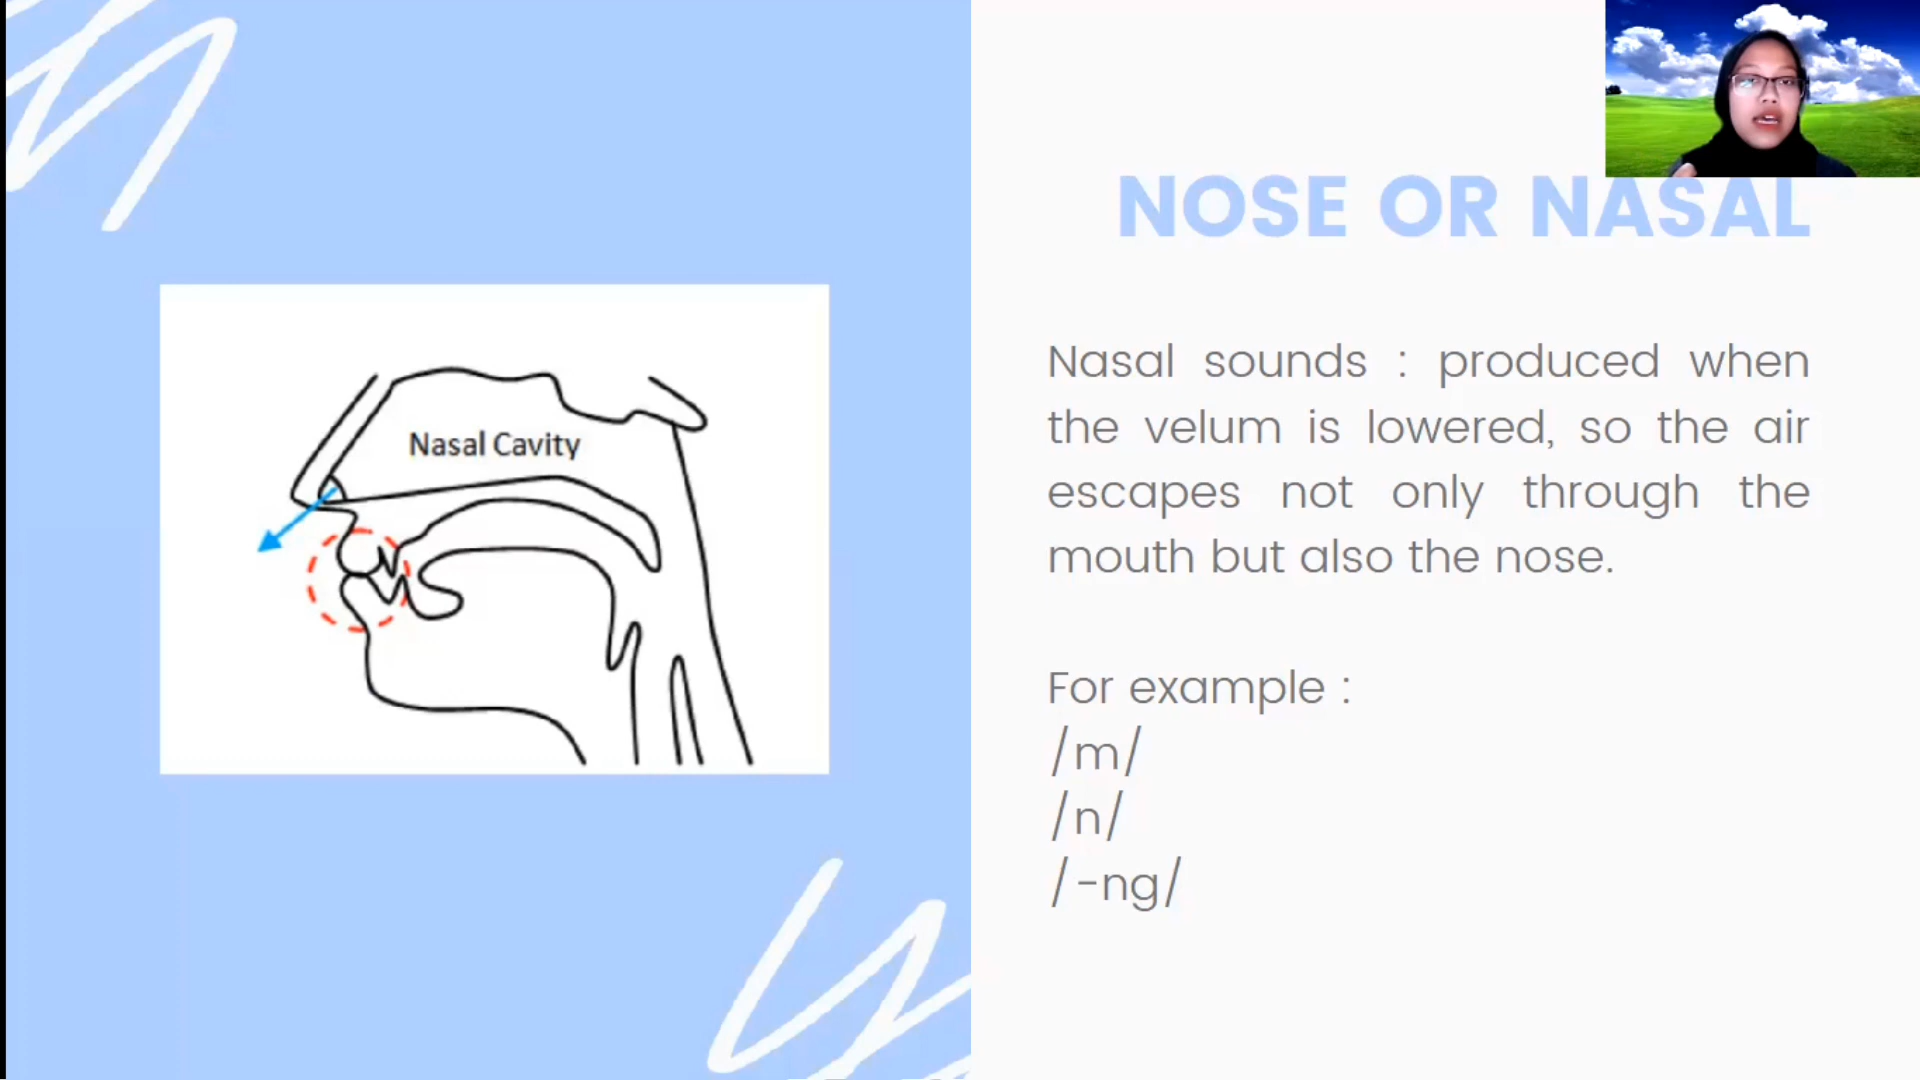 Nasal Cavity
NOSE OR NASAL
Nasal sounds : produced when
the velum is lowered, so the air
escapes not only through the
mouth but also the nose.
For example :
/m/
/n/
/-ng/